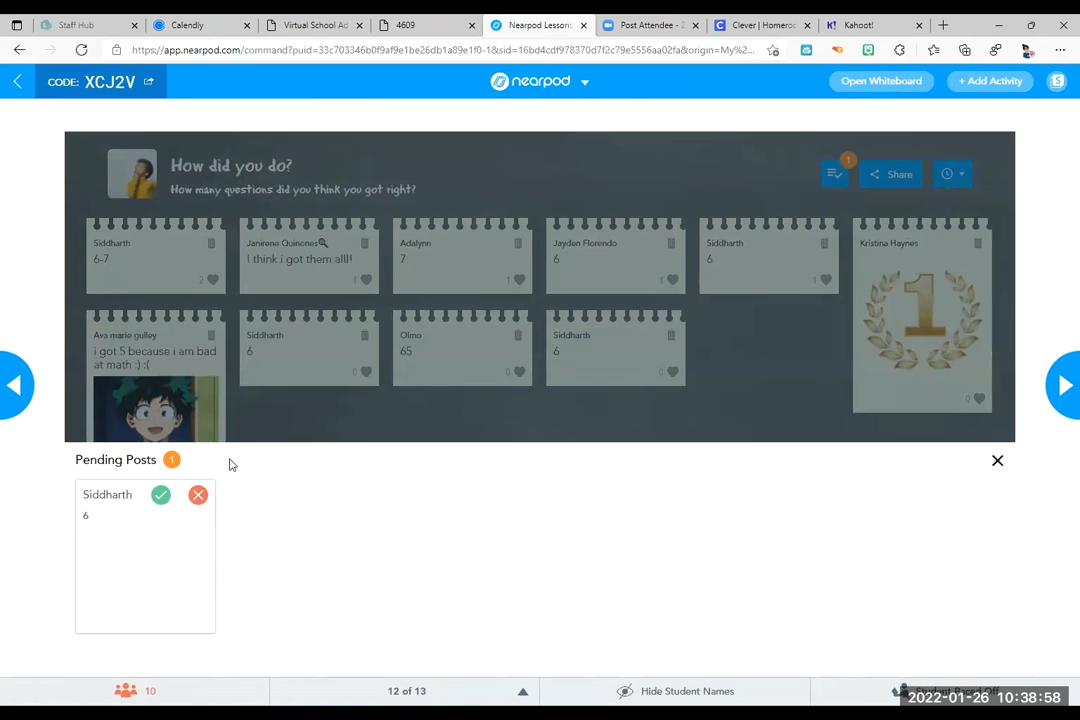 Staff Hub
Calendly
Virtual School Ad
4609
Nearpod Lesson
Post Attendee - Z
Clever | Homeroo
K!
Kahoot!
https://app.nearpod.com/command?puid=33c703346b0f9af9e1be26db1a89e1f0-1&sid=16bd4cdf978370d7f2c79e5556aa02fa&origin=My%2...
CODE: XCJ2V
nearpod
Open Whiteboard
+ Add Activity
S
How did you do?
How many questions did you think you got right?
1
Share
Siddharth
6-7
2
Janirene Quinones
I think i got them alll!
1
Adalynn
7
1
Jayden Florendo
6
1
Siddharth
6
1
Kristina Haynes
1
0
Ava marie gulley
i got 5 because i am bad
at math :) :(
Siddharth
6
0
Olmo
65
0
Siddharth
6
0
Pending Posts 1
Siddharth
6
10
12 of 13
Hide Student Names
Student Paced Off
2022-01-26 10:38:58